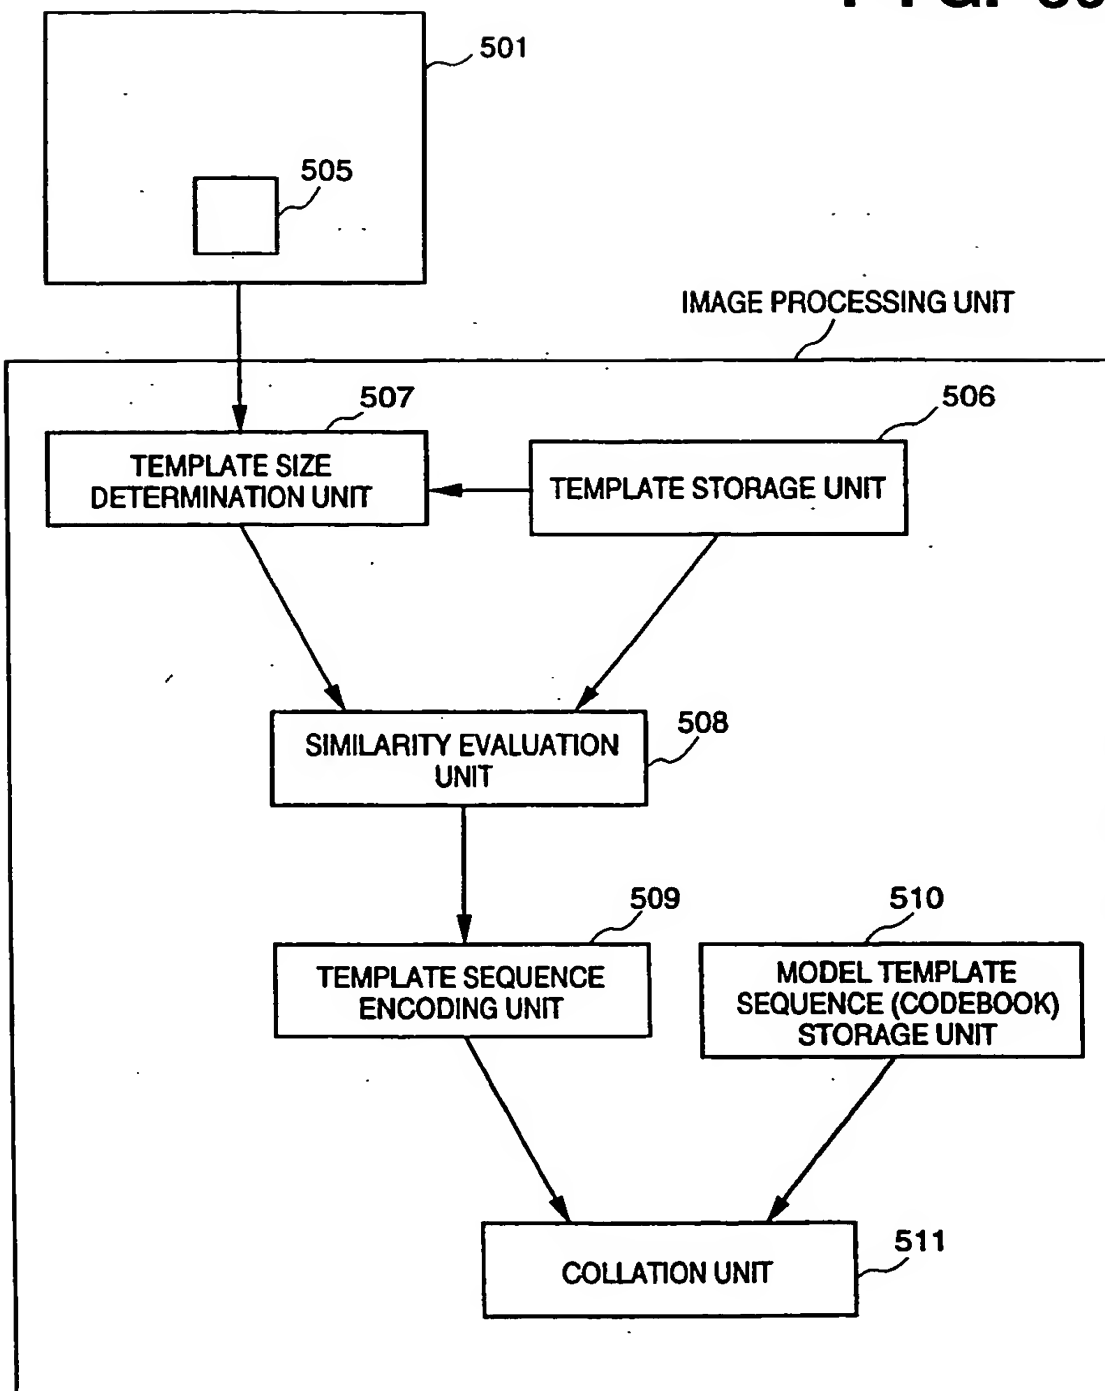 501
505
IMAGE PROCESSING UNIT
507
506
TEMPLATE SIZE
DETERMINATION UNIT
TEMPLATE STORAGE UNIT
508
SIMILARITY EVALUATION
UNIT
509
510
TEMPLATE SEQUENCE
ENCODING UNIT
MODEL TEMPLATE
SEQUENCE (CODEBOOK)
STORAGE UNIT
511
COLLATION UNIT